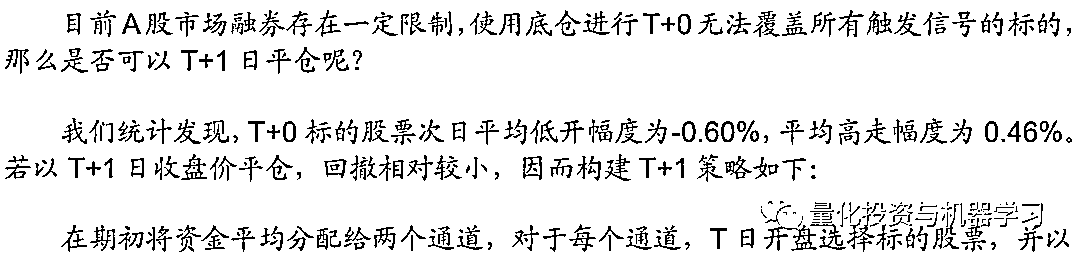 目前 A 股市场融券存在一定限制,使用底仓进行 T+0 无法覆盖所有触发信号的标的,
那么是否可以 T+1 日平仓呢?
我们统计发现, T+0 标的股票次日平均低开幅度为-0.60%, 平均高走幅度为 0.46%。
若以 T+1 日收盘价平仓, 回撤相对较小, 因而构建 T+1 策略如下:
量化投资与机器学习
在期初将资金平均分配给两个通道, 对于每个通道, T 日开盘选择标的股票, 并以